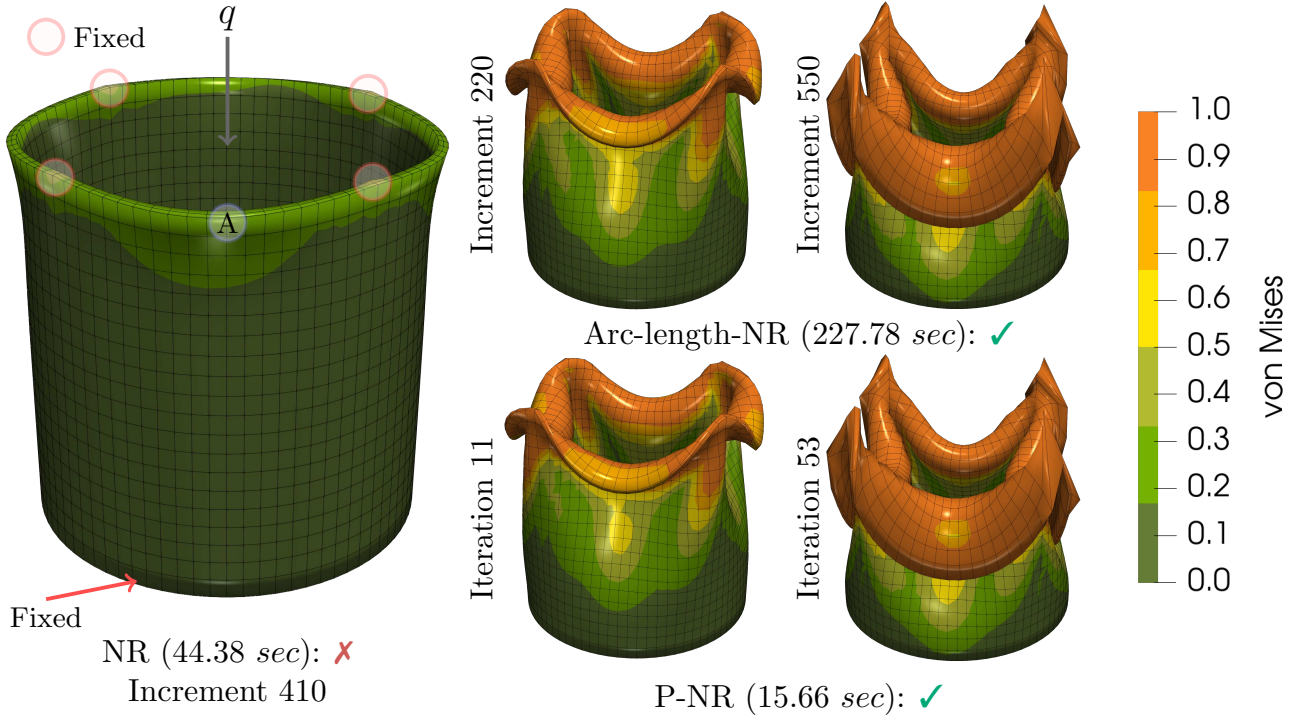 q
Fixed
A
Fixed
NR (44.38 sec): ✗
Increment 410
Increment 220
Increment 550
Arc-length-NR (227.78 sec): ✓
Iteration 11
Iteration 53
P-NR (15.66 sec): ✓
1.0
0.9
0.8
0.7
0.6
0.5
0.4
0.3
0.2
0.1
0.0
von Mises